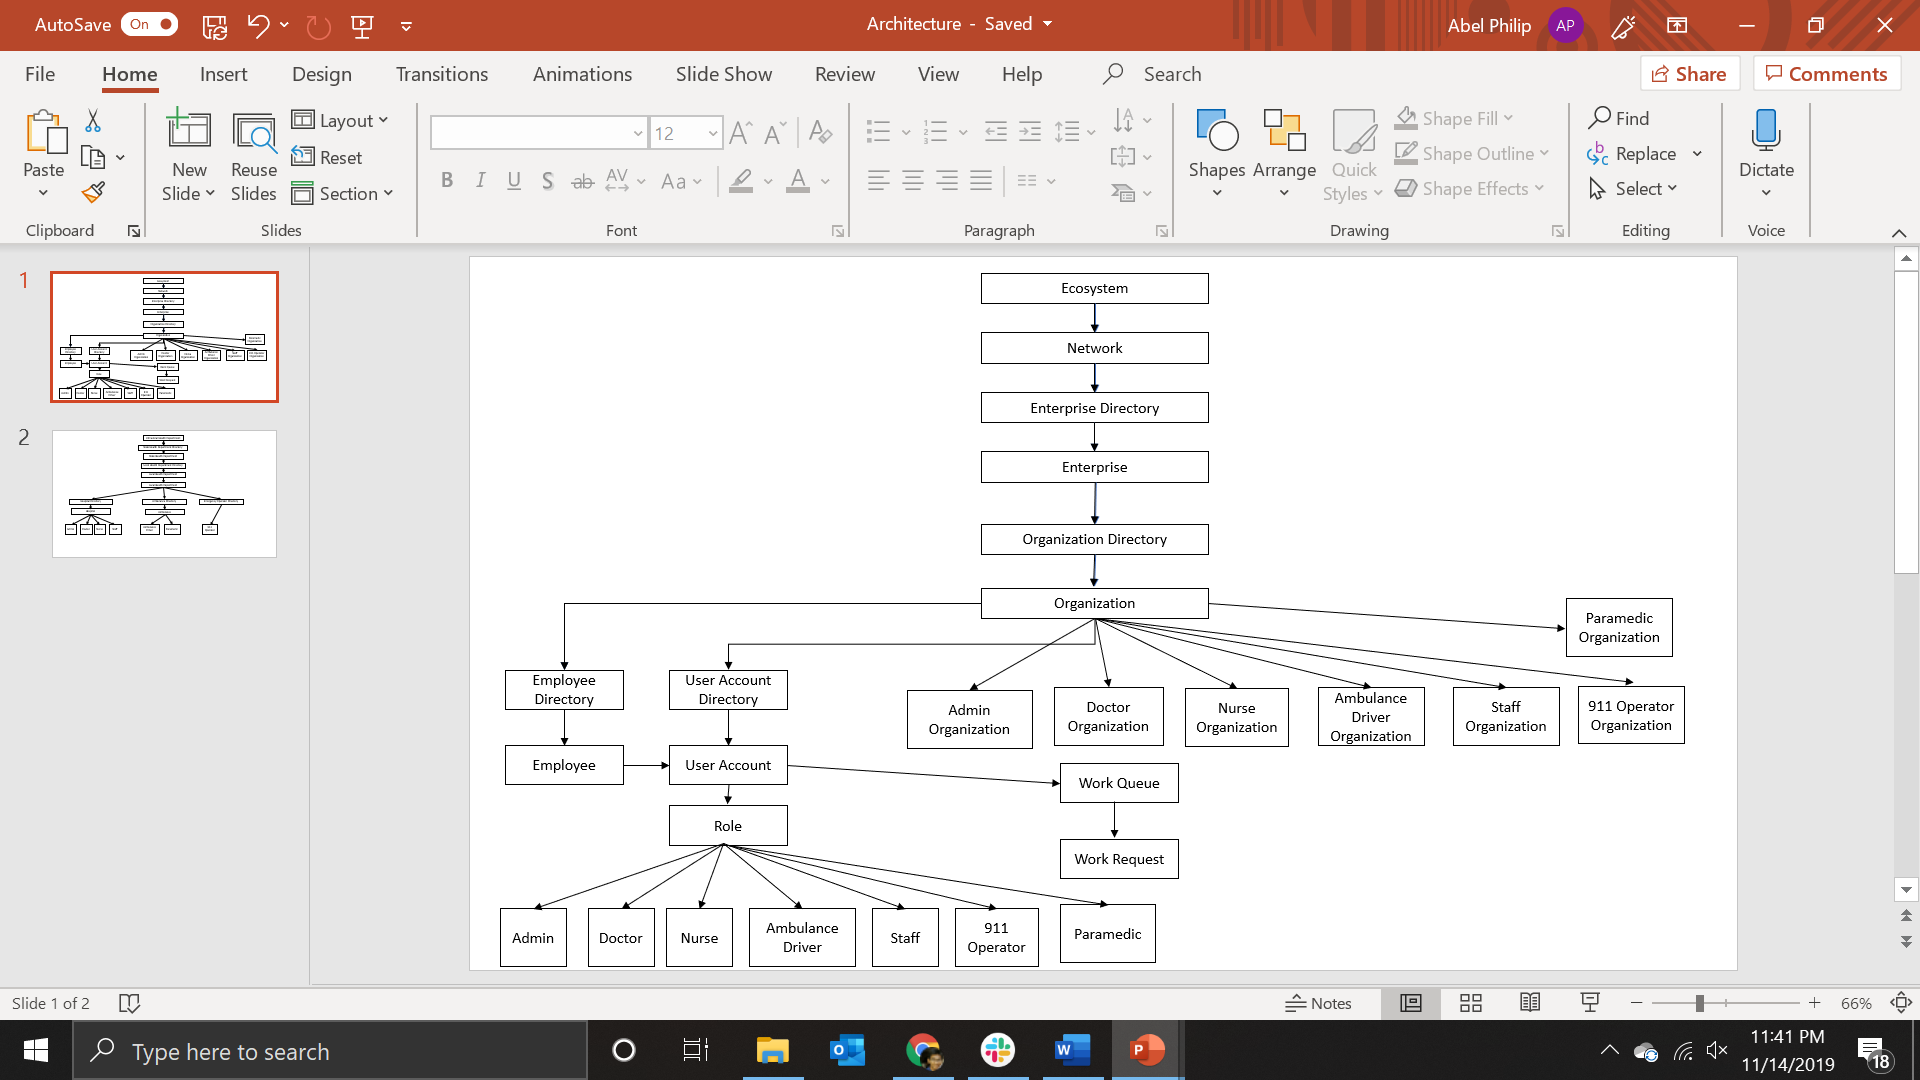 AutoSave On
Architecture - Saved
Abel Philip AP
File Home Insert Design Transitions Animations Slide Show Review View Help Search
Share Comments
Paste
Clipboard
New Slide
Reuse Slides
Layout
Reset
Section
Slides
12
Font
Paragraph
Shapes
Arrange
Quick Styles
Shape Fill
Shape Outline
Shape Effects
Drawing
Find
Replace
Select
Editing
Dictate
Voice
1
2
Ecosystem
Network
Enterprise Directory
Enterprise
Organization Directory
Organization
Paramedic
Organization
Employee
Directory
User Account
Directory
Admin
Organization
Doctor
Organization
Nurse
Organization
Ambulance
Driver
Organization
Staff
Organization
911 Operator
Organization
Employee
User Account
Work Queue
Role
Work Request
Admin
Doctor
Nurse
Ambulance
Driver
Staff
911
Operator
Paramedic
Slide 1 of 2
Notes
66%
Type here to search
11:41 PM
11/14/2019
18